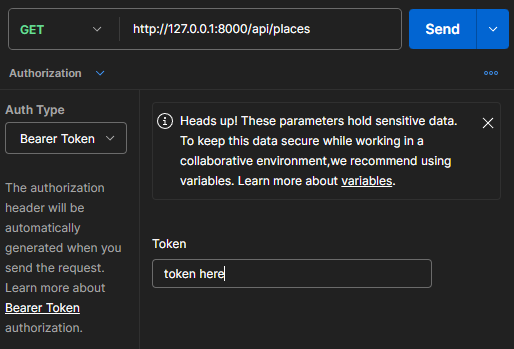 GET
http://127.0.0.1:8000/api/places
Send
Authorization
Auth Type
Bearer Token
The authorization
header will be
automatically
generated when you
send the request.
Learn more about
Bearer Token
authorization.
Heads up! These parameters hold sensitive data.
To keep this data secure while working in a
collaborative environment,we recommend using
variables. Learn more about variables.
Token
token here